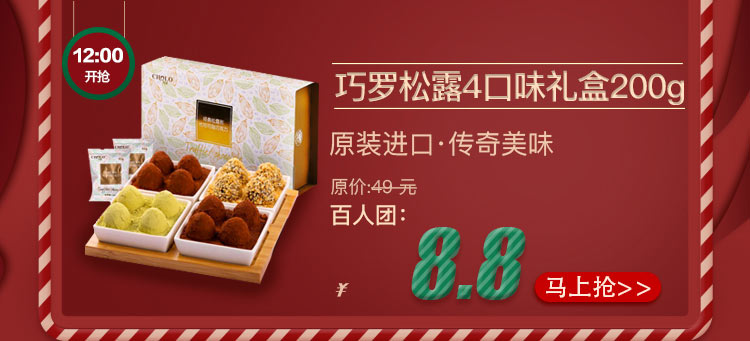 12:00
开抢
CHOLO
巧罗松露4口味礼盒200g
原装进口·传奇美味
原价:49 元
百人团:
¥ 8.8
马上抢>>